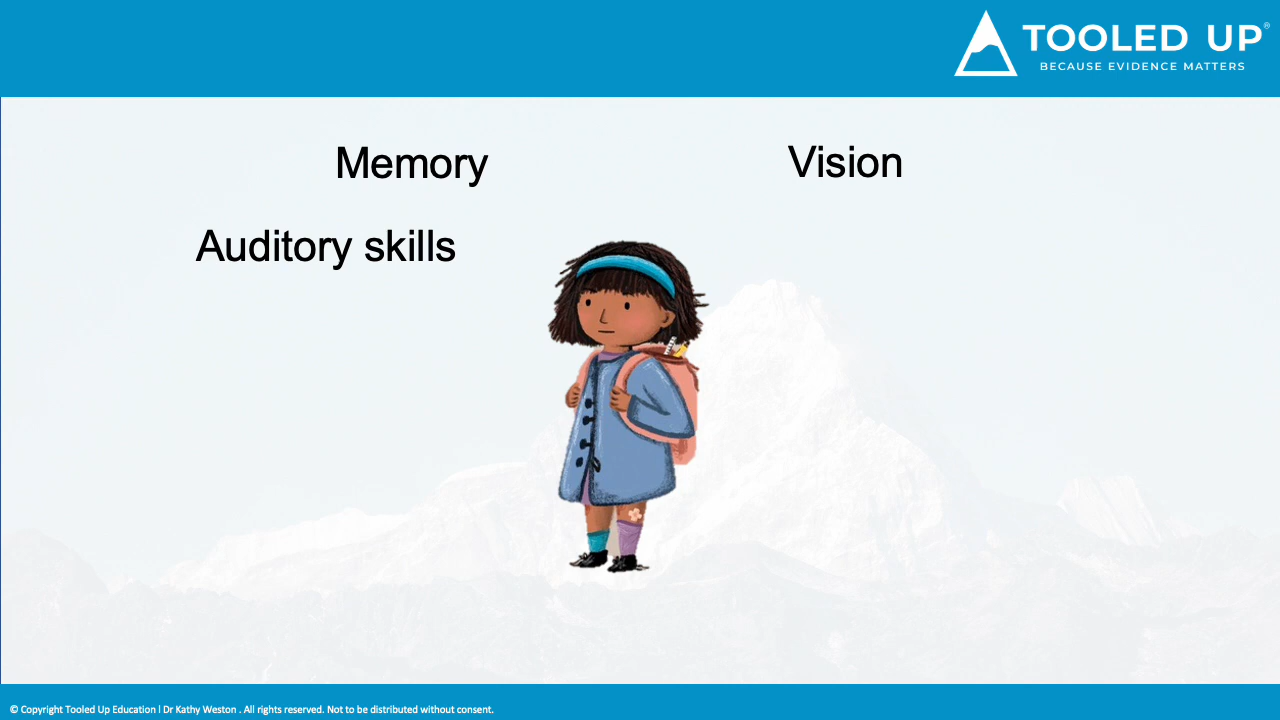 TOOLED UP®
BECAUSE EVIDENCE MATTERS
Memory
Vision
Auditory skills
© Copyright Tooled Up Education l Dr Kathy Weston . All rights reserved. Not to be distributed without consent.